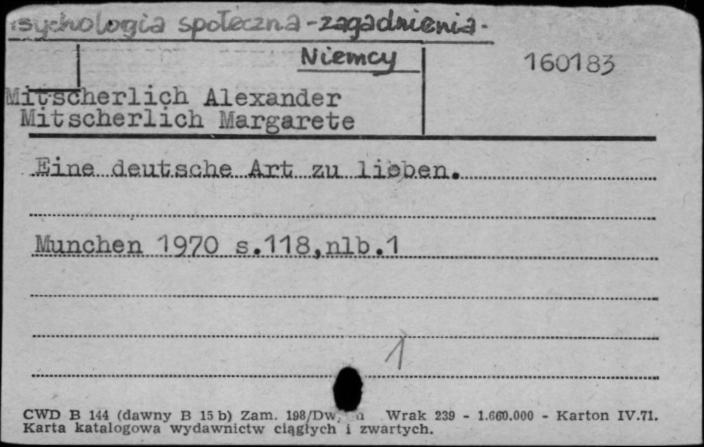 Psychologia społeczna - zagadnienia -
Niemcy
160183
Mitscherlich Alexander
Mitscherlich Margarete
Eine deutsche Art zu lieben.
Munchen 1970 s.118,nlb.1
1
CWD B 144 (dawny B 15 b) Zam. 198/Dw. Wrak 239 - 1.660.000 - Karton IV.71.
Karta katalogowa wydawnictw ciągłych i zwartych.